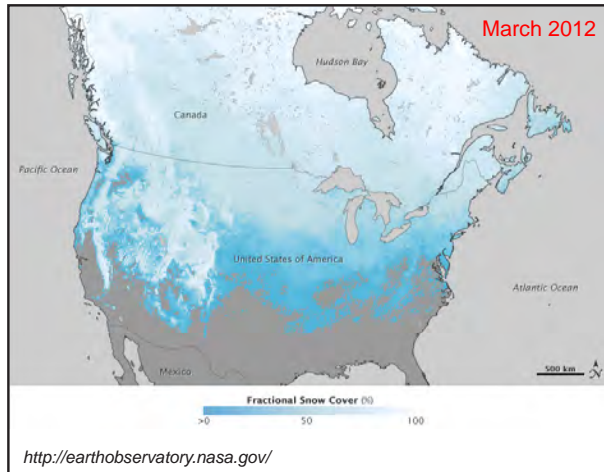 March 2012
Hudson Bay
Canada
Pacific Ocean
United States of America
Atlantic Ocean
Mexico
500 km
N
Fractional Snow Cover (%)
>0 50 100
http://earthobservatory.nasa.gov/